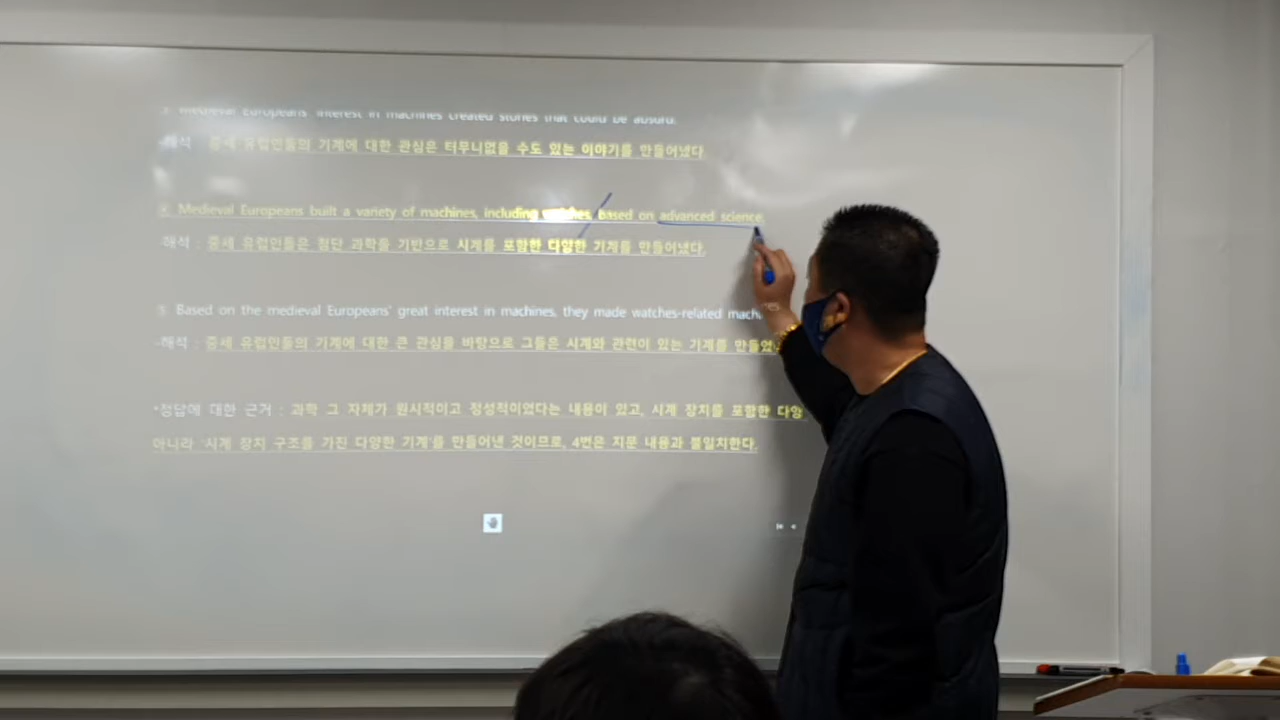 Medieval Europeans' interest in machines created stories that could be absurd.
-해석 : 중세 유럽인들의 기계에 대한 관심은 터무니없을 수도 있는 이야기를 만들어냈다
④ Medieval Europeans built a variety of machines, including watches, based on advanced science.
-해석 : 중세 유럽인들은 첨단 과학을 기반으로 시계를 포함한 다양한 기계를 만들어냈다.
⑤ Based on the medieval Europeans' great interest in machines, they made watches-related
-해석 : 중세 유럽인들의 기계에 대한 큰 관심을 바탕으로 그들은 시계와 관련이 있는 기계를
*정답에 대한 근거 : 과학 그 자체가 원시적이고 정성적이었다는 내용이 있고, 시계 장치를 포함한 다양
아니라 '시계 장치 구조를 가진 다양한 기계'를 만들어낸 것이므로, 4번은 지문 내용과 불일치한다.